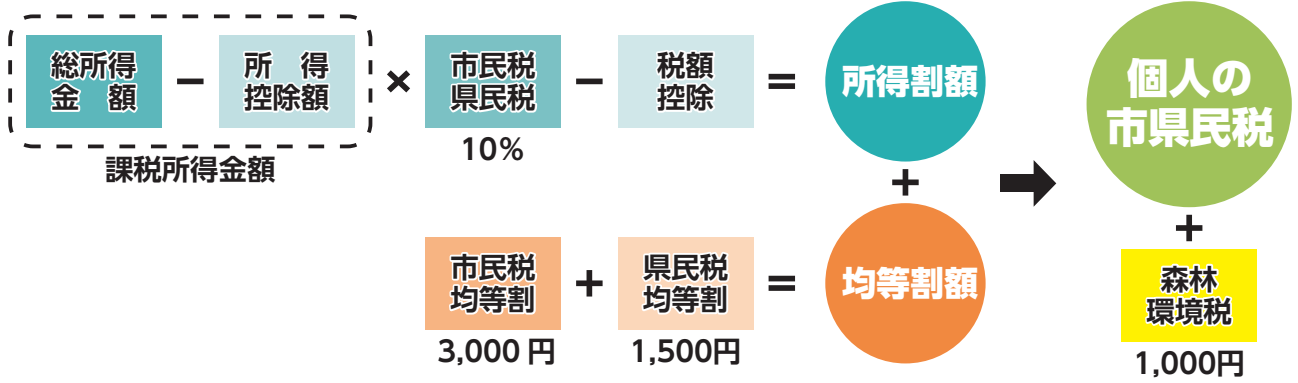 総所得
金　額
−
所　得
控除額
×
市民税
県民税
10%
−
税額
控除
=
所得割額
課税所得金額
+
個人の
市県民税
市民税
均等割
3,000 円
+
県民税
均等割
1,500円
=
均等割額
+
森林
環境税
1,000円